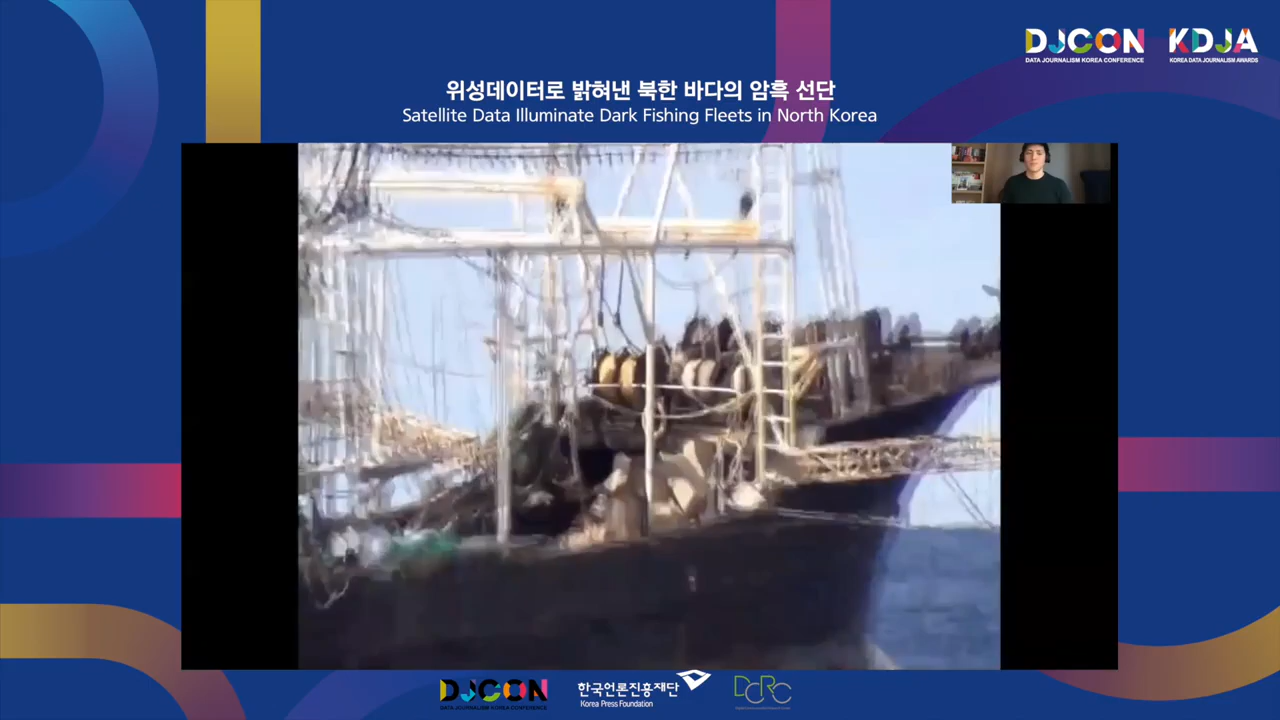 DJCON KDJA
DATA JOURNALISM KOREA CONFERENCE KOREA DATA JOURNALISM AWARDS
위성데이터로 밝혀낸 북한 바다의 암흑 선단
Satellite Data Illuminate Dark Fishing Fleets in North Korea
DJCON 한국언론진흥재단 DCRC
DATA JOURNALISM KOREA CONFERENCE Korea Press Foundation